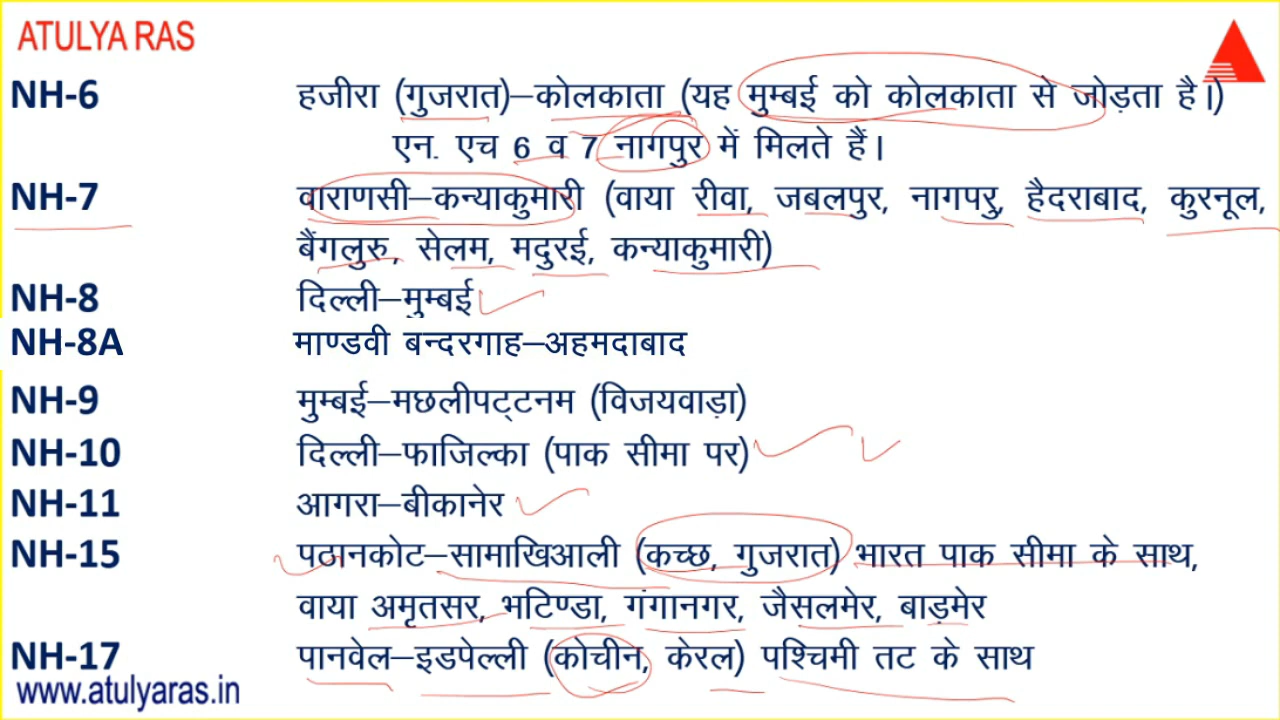 ATULYA RAS
NH-6 हजीरा (गुजरात)–कोलकाता (यह मुम्बई को कोलकाता से जोड़ता है।)
एन. एच 6 व 7 नागपुर में मिलते हैं।
NH-7 वाराणसी–कन्याकुमारी (वाया रीवा, जबलपुर, नागपरु, हैदराबाद, कुरनूल,
बैंगलुरु, सेलम, मदुरई, कन्याकुमारी)
NH-8 दिल्ली–मुम्बई
NH-8A माण्डवी बन्दरगाह–अहमदाबाद
NH-9 मुम्बई–मछलीपट्टनम (विजयवाड़ा)
NH-10 दिल्ली–फाजिल्का (पाक सीमा पर)
NH-11 आगरा–बीकानेर
NH-15 पठानकोट–सामाखिआली (कच्छ, गुजरात) भारत पाक सीमा के साथ,
वाया अमृतसर, भटिण्डा, गंगानगर, जैसलमेर, बाड़मेर
NH-17 पानवेल–इडपेल्ली (कोचीन, केरल) पश्चिमी तट के साथ
www.atulyaras.in